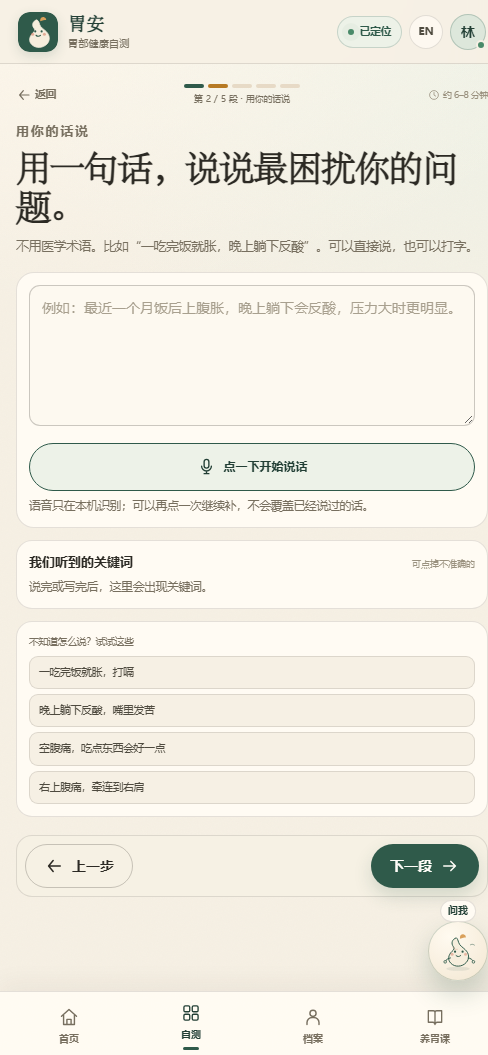 胃安
胃部健康自测
已定位
EN
林
返回
第 2 / 5 段 · 用你的话说
约 6–8 分钟
用你的话说
用一句话，说说最困扰你的问
题。
不用医学术语。比如“一吃完饭就胀，晚上躺下反酸”。可以直接说，也可以打字。
例如：最近一个月饭后上腹胀，晚上躺下会反酸，压力大时更明显。
点一下开始说话
语音只在本机识别；可以再点一次继续补，不会覆盖已经说过的话。
我们听到的关键词
可点掉不准确的
说完或写完后，这里会出现关键词。
不知道怎么说？试试这些
一吃完饭就胀，打嗝
晚上躺下反酸，嘴里发苦
空腹痛，吃点东西会好一点
右上腹痛，牵连到右肩
上一步
下一段
问我
首页
自测
档案
养胃课